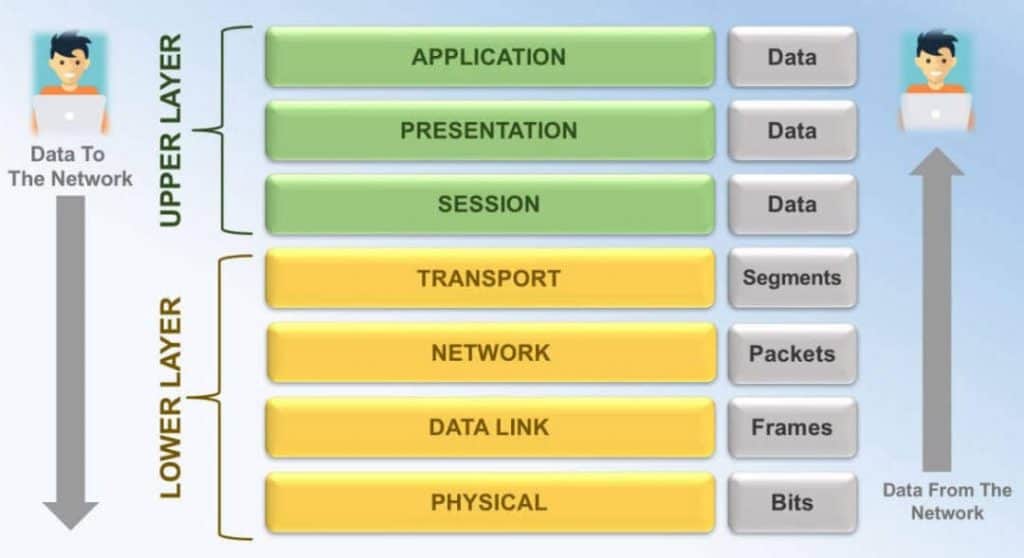 Data To
The Network
UPPER LAYER
APPLICATION
Data
PRESENTATION
Data
SESSION
Data
LOWER LAYER
TRANSPORT
Segments
NETWORK
Packets
DATA LINK
Frames
PHYSICAL
Bits
Data From The
Network